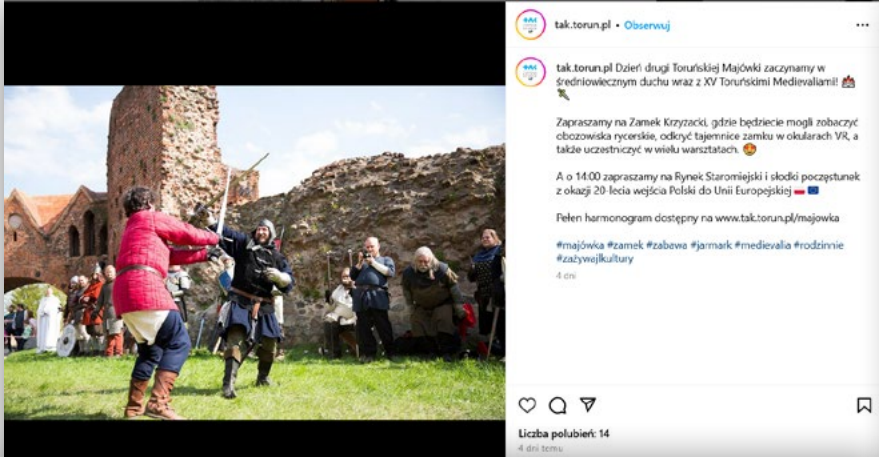 tak.torun.pl • Obserwuj
tak.torun.pl Dzień drugi Toruńskiej Majówki zaczynamy w
średniowiecznym duchu wraz z XV Toruńskimi Medievaliami!
Zapraszamy na Zamek Krzyżacki, gdzie będziecie mogli zobaczyć
obozowiska rycerskie, odkryć tajemnice zamku w okularach VR, a
także uczestniczyć w wielu warsztatach.
A o 14:00 zapraszamy na Rynek Staromiejski i słodki poczęstunek
z okazji 20-lecia wejścia Polski do Unii Europejskiej
Pełen harmonogram dostępny na www.tak.torun.pl/majowka
#majówka #zamek #zabawa #jarmark #medievalia #rodzinnie
#zażywajlkultury
4 dni
Liczba polubień: 14
4 dni temu